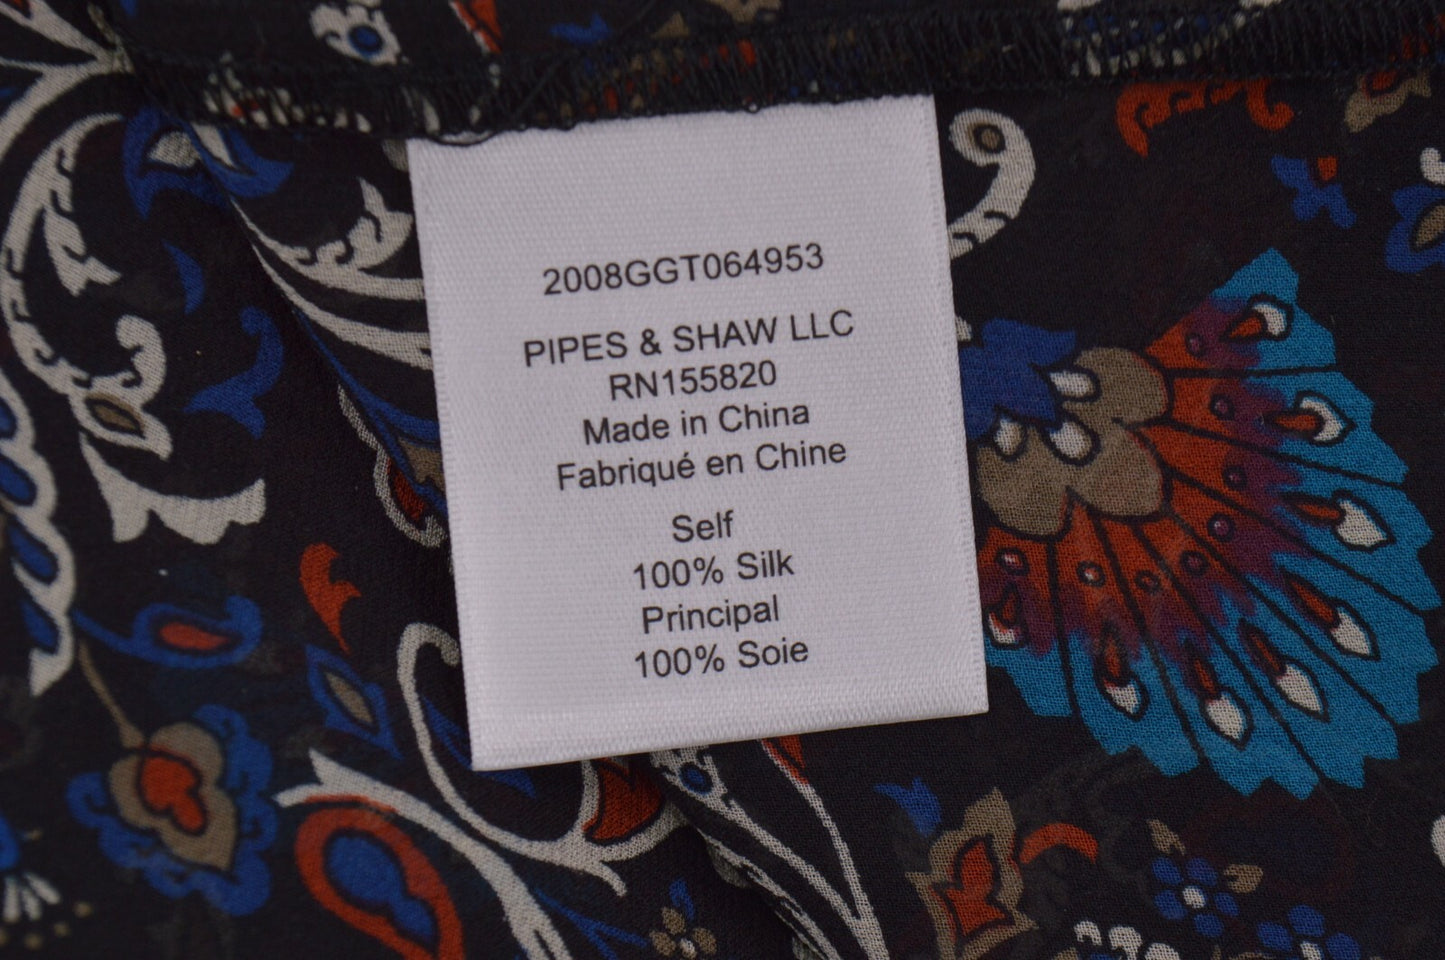 2008GGT064953
PIPES & SHAW LLC
RN155820
Made in China
Fabriqué en Chine
Self
100% Silk
Principal
100% Soie